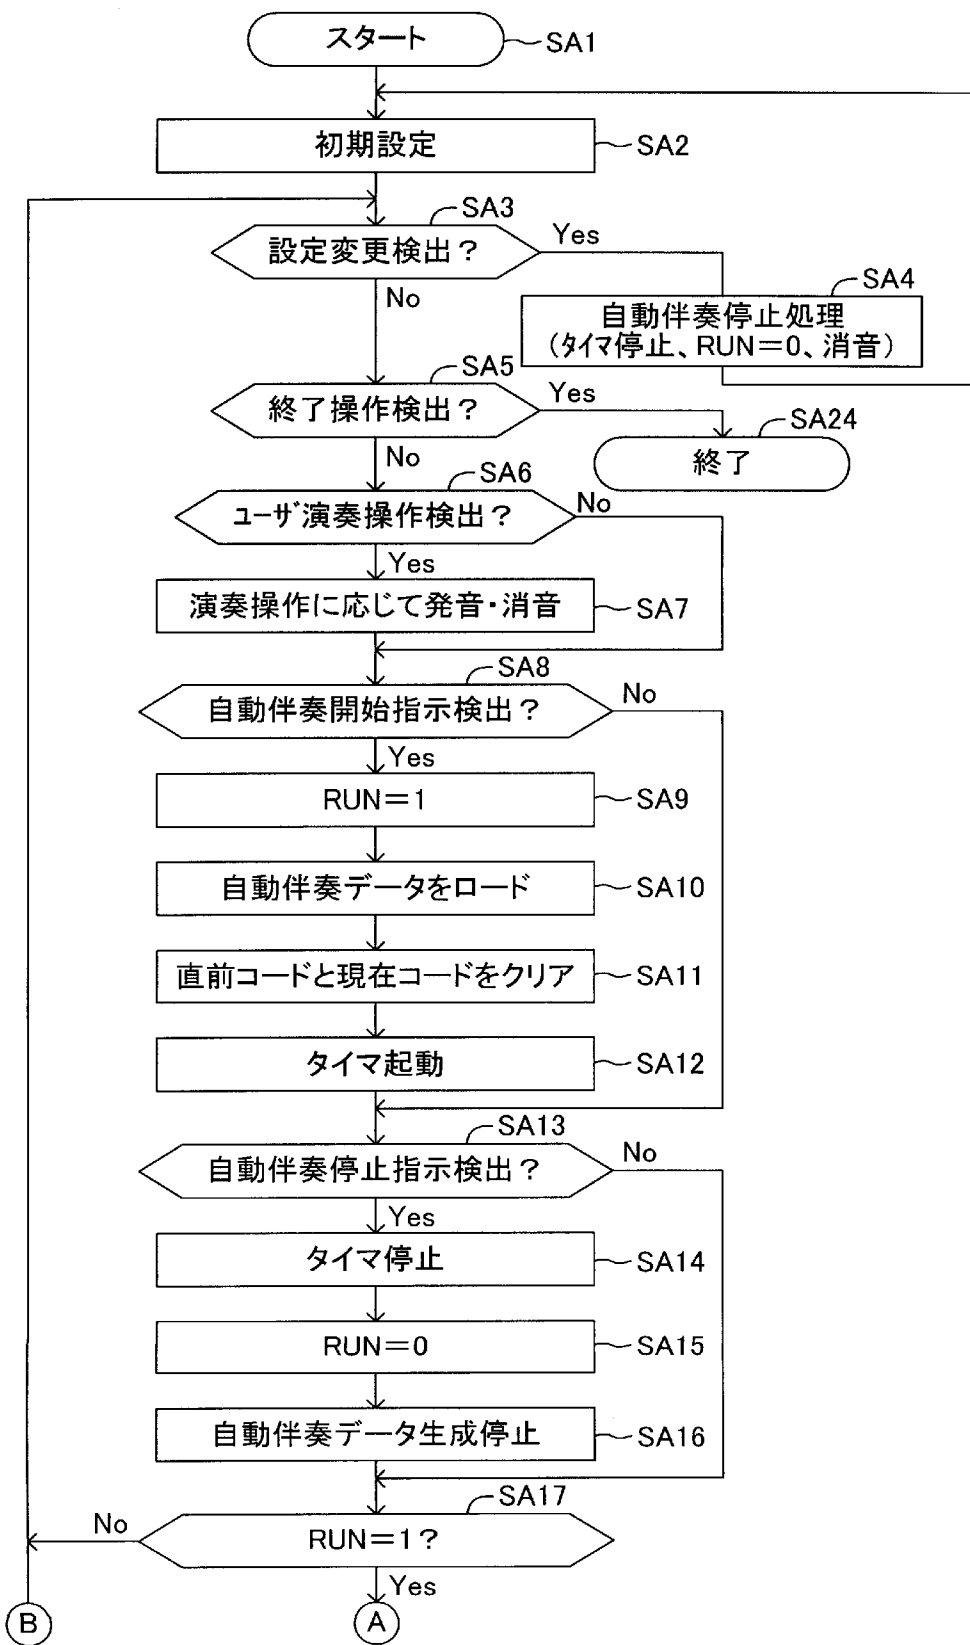 スタート
SA1
初期設定
SA2
SA3
設定変更検出？
Yes
No
SA4
自動伴奏停止処理
（ﾀｲﾏ停止、RUN＝0、消音）
SA5
終了操作検出？
Yes
No
SA24
終了
SA6
ﾕｰｻﾞ演奏操作検出？
No
Yes
演奏操作に応じて発音・消音
SA7
SA8
自動伴奏開始指示検出？
No
Yes
RUN＝1
SA9
自動伴奏データをロード
SA10
直前コードと現在コードをクリア
SA11
タイマ起動
SA12
SA13
自動伴奏停止指示検出？
No
Yes
タイマ停止
SA14
RUN＝0
SA15
自動伴奏データ生成停止
SA16
SA17
RUN＝1？
No
Yes
B
A